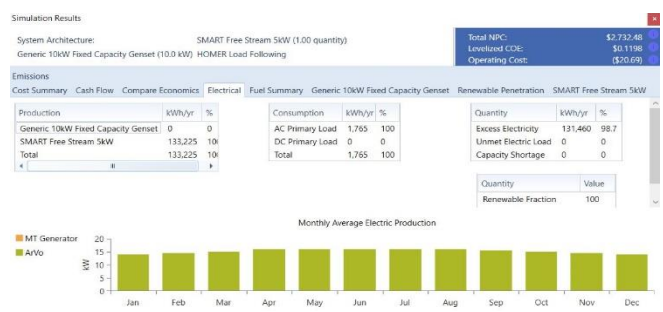 Simulation Results
System Architecture: SMART Free Stream 5kW (1.00 quantity)
Generic 10kW Fixed Capacity Genset (10.0 kW) HOMER Load Following
Total NPC: $2,732.48
Levelized COE: $0.1198
Operating Cost: ($20.69)
Emissions
Cost Summary Cash Flow Compare Economics Electrical Fuel Summary Generic 10kW Fixed Capacity Genset Renewable Penetration SMART Free Stream 5kW
Production kWh/yr %
Generic 10kW Fixed Capacity Genset 0 0
SMART Free Stream 5kW 133,225 10
Total 133,225 10
Consumption kWh/yr %
AC Primary Load 1,765 100
DC Primary Load 0 0
Total 1,765 100
Quantity kWh/yr %
Excess Electricity 131,460 98.7
Unmet Electric Load 0 0
Capacity Shortage 0 0
Quantity Value
Renewable Fraction 100
Monthly Average Electric Production
MT Generator
ArVo
kW
20
15
10
5
0
Jan Feb Mar Apr May Jun Jul Aug Sep Oct Nov Dec